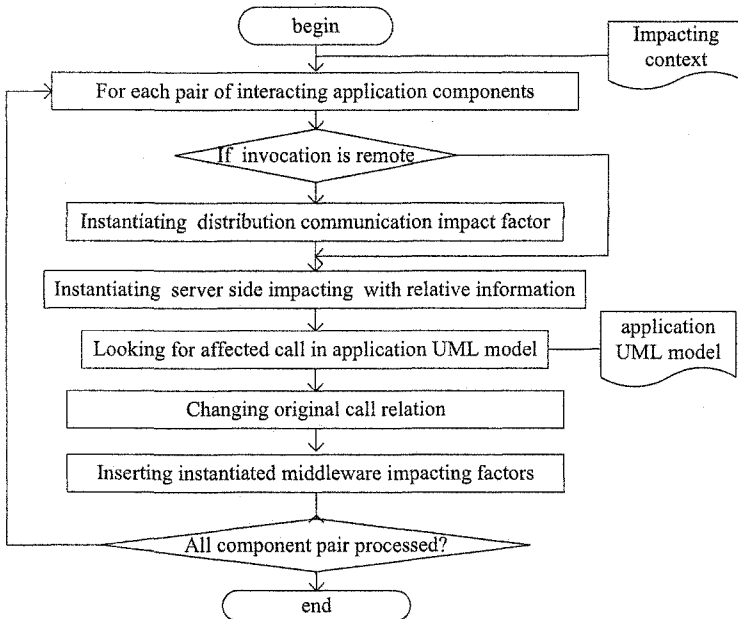 begin
Impacting
context
For each pair of interacting application components
If invocation is remote
Instantiating distribution communication impact factor
Instantiating server side impacting with relative information
Looking for affected call in application UML model
application
UML model
Changing original call relation
Inserting instantiated middleware impacting factors
All component pair processed?
end